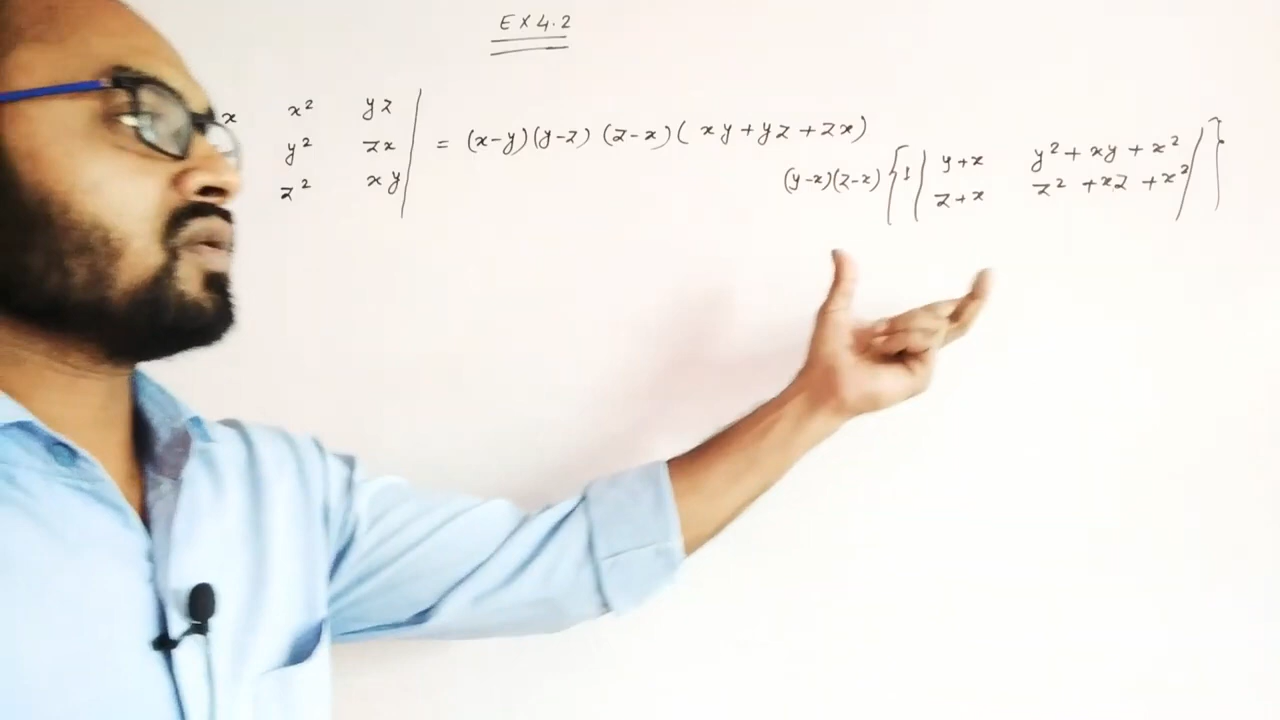 EX 4.2
x x² yz
y² zx
z² xy
= (x-y)(y-z) (z-x)( xy+yz+zx)
(y-x)(z-x) { 1 | y+x y²+xy+x² | }
z+x z²+xz+x²